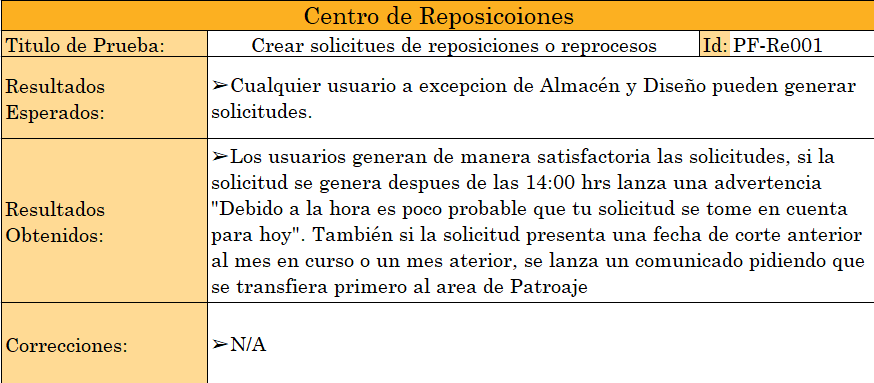 Centro de Reposicoiones
Titulo de Prueba: Crear solicitues de reposiciones o reprocesos Id: PF-Re001
Resultados
Esperados:
➢Cualquier usuario a excepcion de Almacén y Diseño pueden generar
solicitudes.
Resultados
Obtenidos:
➢Los usuarios generan de manera satisfactoria las solicitudes, si la
solicitud se genera despues de las 14:00 hrs lanza una advertencia
"Debido a la hora es poco probable que tu solicitud se tome en cuenta
para hoy". También si la solicitud presenta una fecha de corte anterior
al mes en curso o un mes aterior, se lanza un comunicado pidiendo que
se transfiera primero al area de Patroaje
Correcciones:
➢N/A